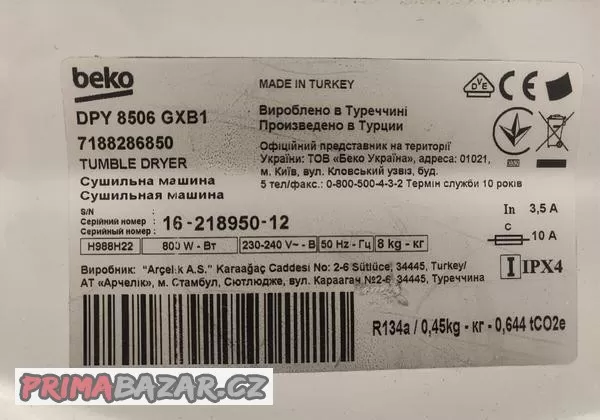 beko
MADE IN TURKEY
DPY 8506 GXB1
7188286850
TUMBLE DRYER
Сушильна машина
Сушильная машина
Вироблено в Туреччині
Произведено в Турции
Офіційний представник на території
України: ТОВ «Беко Україна», адреса: 01021,
м. Київ, вул. Кловський узвіз, буд.
5 тел/факс.: 0-800-500-4-3-2 Термін служби 10 років
S/N :
Серійний номер :
Серийный номер:
16-218950-12
In 3,5 A
H988H22 800 W - Вт 230-240 V~ - В 50 Hz - Гц 8 kg - кг
C
10 A
Виробник: "Arçelik A.S." Karaağaç Caddesi No: 2-6 Sütlüce, 34445, Turkey/
АТ «Арчелік», м. Стамбул, Сютлюдже, вул. Караагач №2-6, 34445, Туреччина
I IPX4
R134a / 0,45kg - кг - 0,644 tCO2e
PRIMABAZAR.CZ